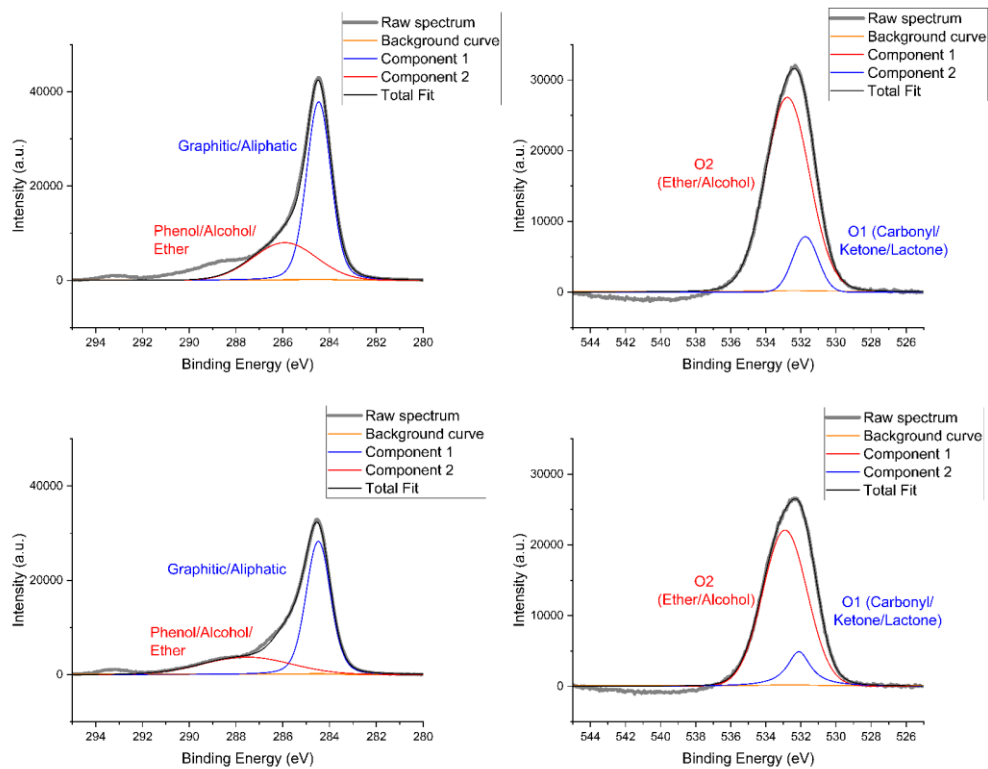 Raw spectrum
Background curve
Component 1
Component 2
Total Fit
Graphitic/Aliphatic
Phenol/Alcohol/
Ether
Intensity (a.u.)
40000
20000
0
294 292 290 288 286 284 282 280
Binding Energy (eV)
Raw spectrum
Background curve
Component 1
Component 2
Total Fit
O2
(Ether/Alcohol)
O1 (Carbonyl/
Ketone/Lactone)
Intensity (a.u.)
30000
20000
10000
0
544 542 540 538 536 534 532 530 528 526
Binding Energy (eV)
Raw spectrum
Background curve
Component 1
Component 2
Total Fit
Graphitic/Aliphatic
Phenol/Alcohol/
Ether
Intensity (a.u.)
40000
20000
0
294 292 290 288 286 284 282 280
Binding Energy (eV)
Raw spectrum
Background curve
Component 1
Component 2
Total Fit
O2
(Ether/Alcohol)
O1 (Carbonyl/
Ketone/Lactone)
Intensity (a.u.)
30000
20000
10000
0
544 542 540 538 536 534 532 530 528 526
Binding Energy (eV)